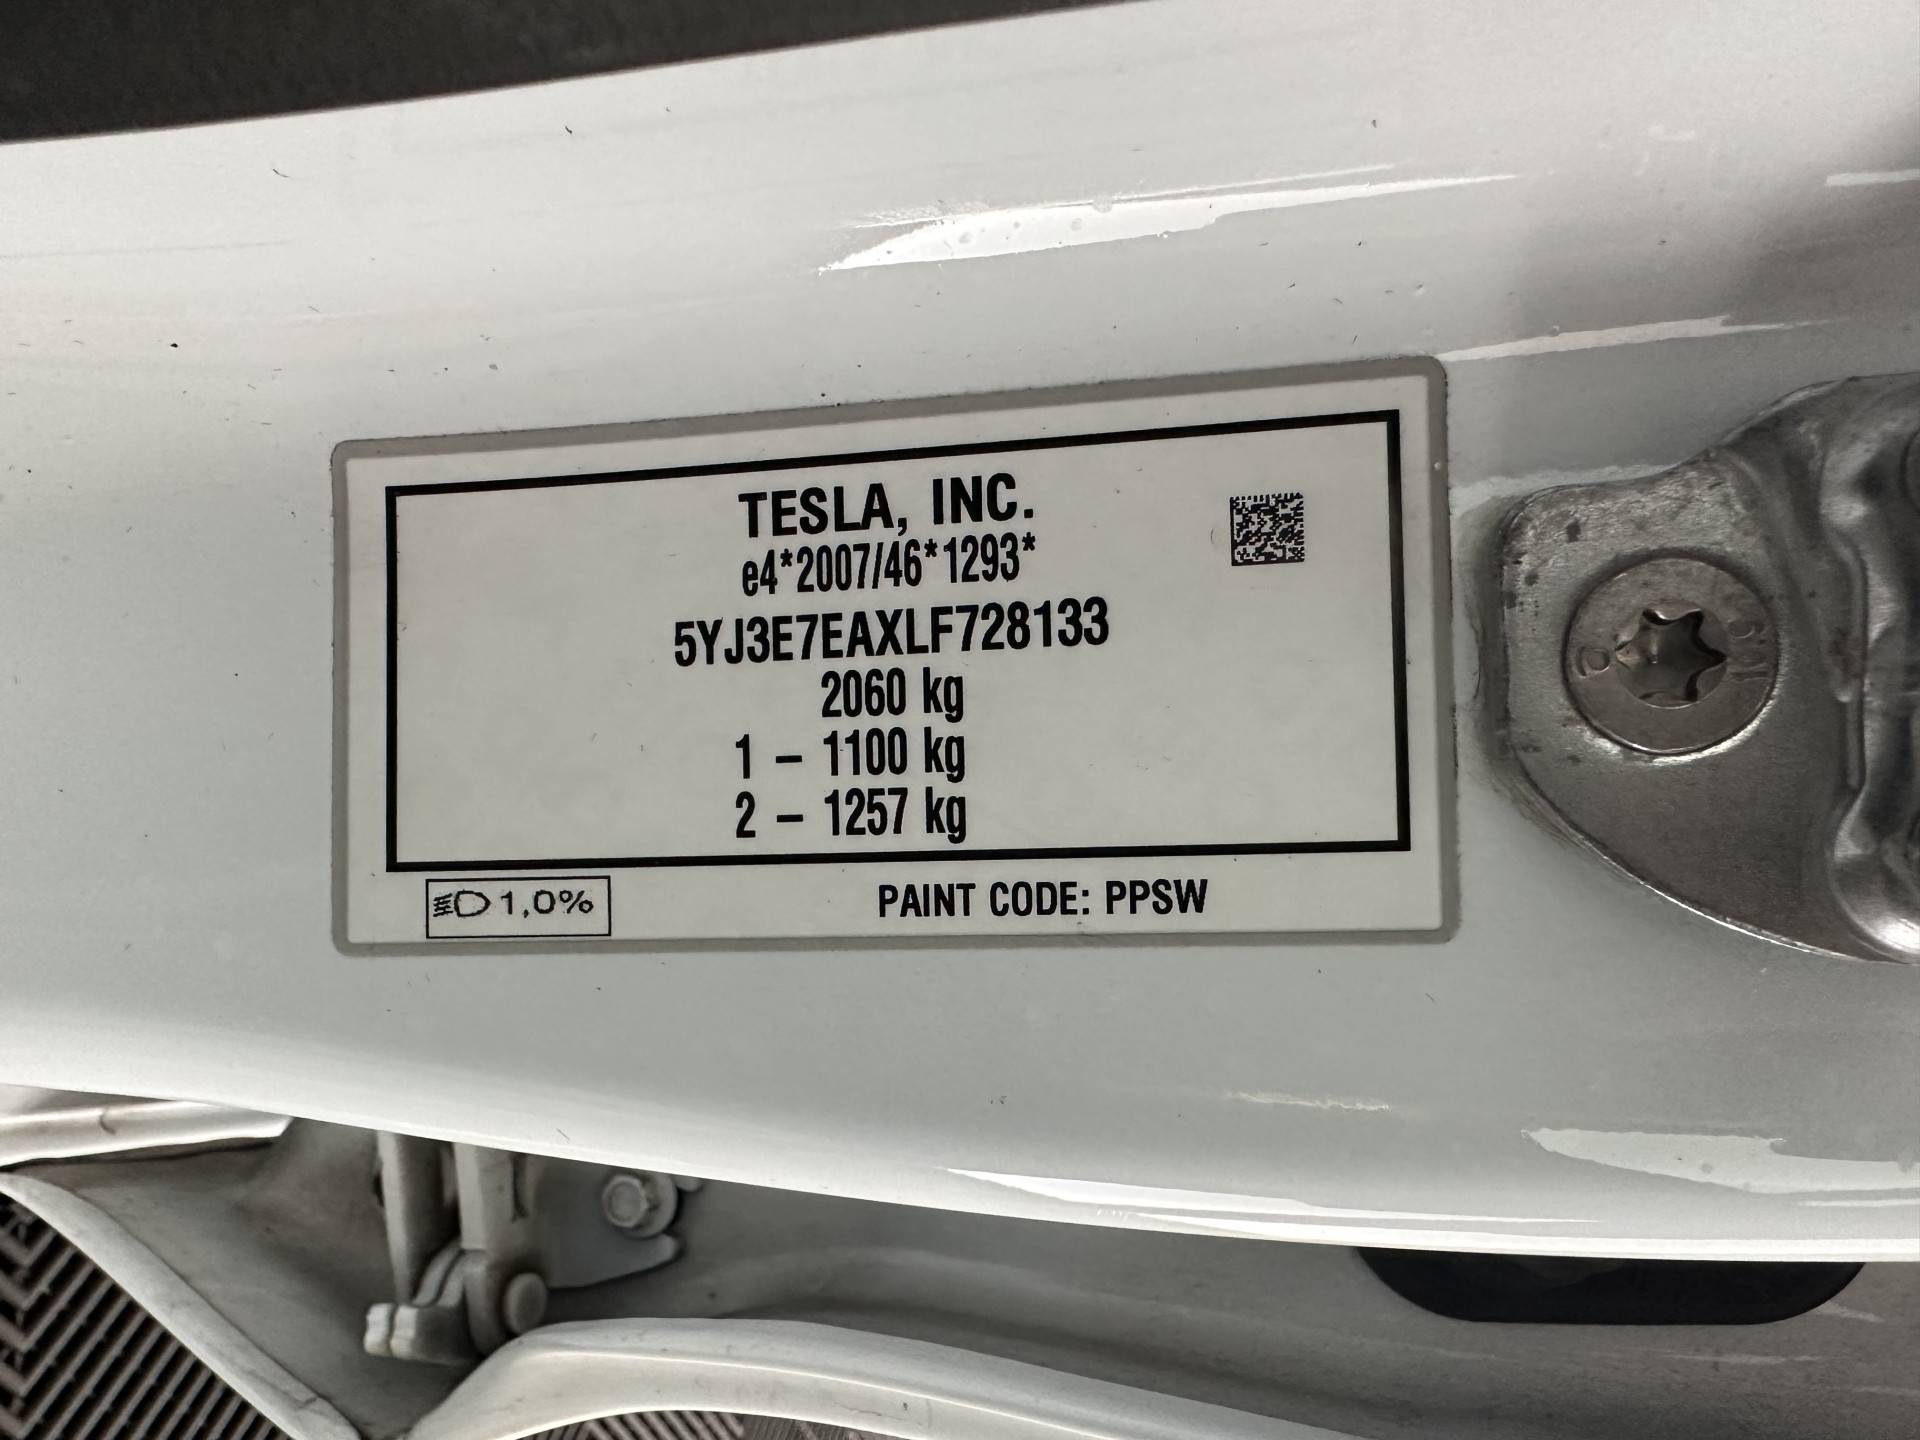 TESLA, INC.
e4*2007/46*1293*
5YJ3E7EAXLF728133
2060 kg
1 – 1100 kg
2 – 1257 kg
1,0%
PAINT CODE: PPSW